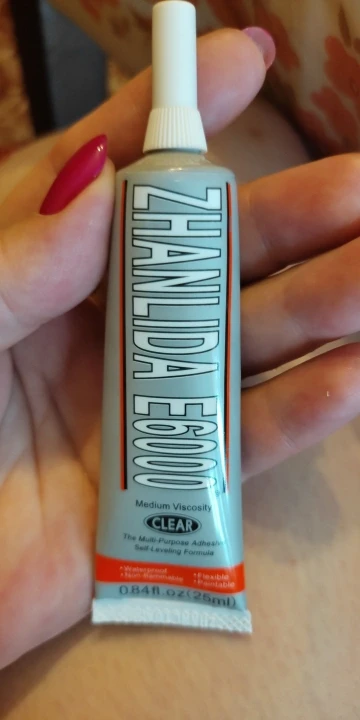 ZHANLIDA E6000
Medium Viscosity
CLEAR
The Multi-Purpose Adhesive
Self-Leveling Formula
•Waterproof •Flexible
•Non-flammable •Paintable
0.84fl.oz(25ml)